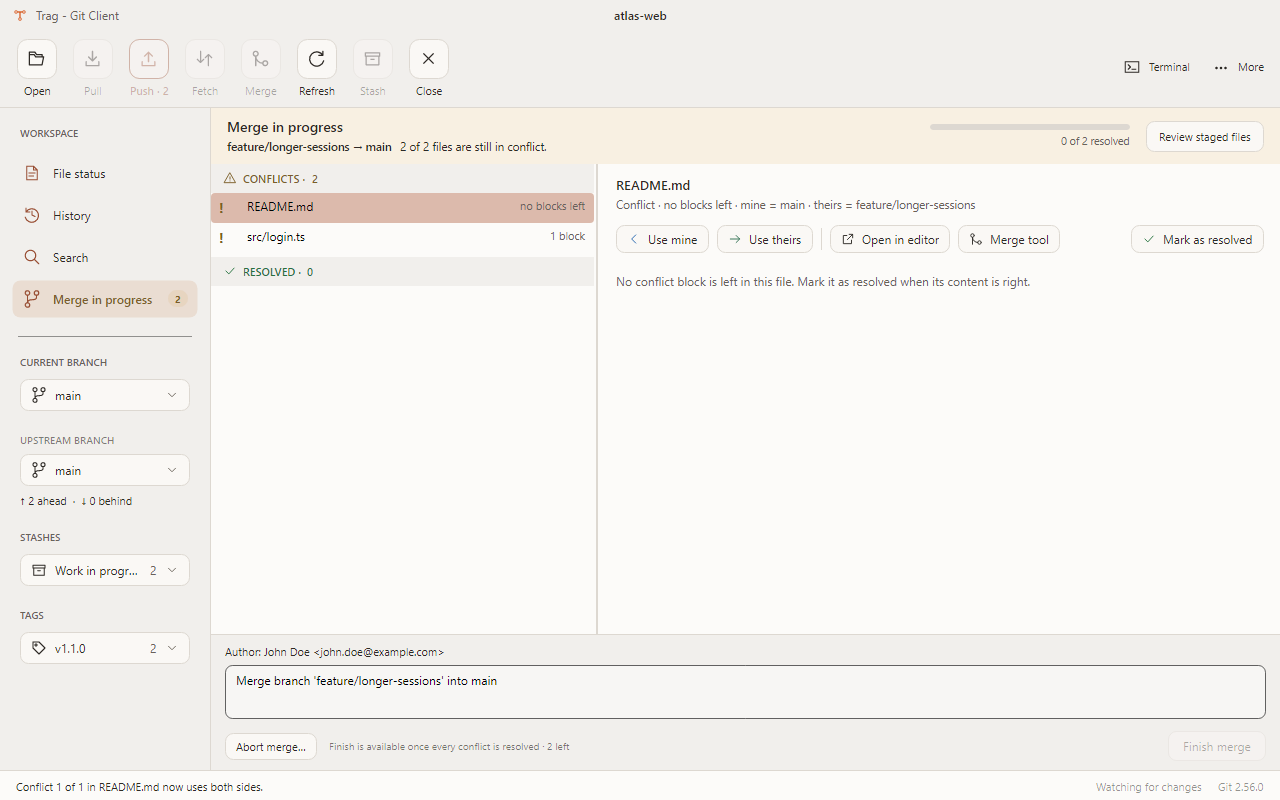 Trag - Git Client
atlas-web
Open
Pull
Push · 2
Fetch
Merge
Refresh
Stash
Close
Terminal
More
WORKSPACE
File status
History
Search
Merge in progress 2
CURRENT BRANCH
main
UPSTREAM BRANCH
main
↑ 2 ahead · ↓ 0 behind
STASHES
Work in progr... 2
TAGS
v1.1.0 2
Merge in progress
feature/longer-sessions → main 2 of 2 files are still in conflict.
0 of 2 resolved
Review staged files
CONFLICTS · 2
! README.md no blocks left
! src/login.ts 1 block
RESOLVED · 0
README.md
Conflict · no blocks left · mine = main · theirs = feature/longer-sessions
Use mine
Use theirs
Open in editor
Merge tool
Mark as resolved
No conflict block is left in this file. Mark it as resolved when its content is right.
Author: John Doe <john.doe@example.com>
Merge branch 'feature/longer-sessions' into main
Abort merge...
Finish is available once every conflict is resolved · 2 left
Finish merge
Conflict 1 of 1 in README.md now uses both sides.
Watching for changes
Git 2.56.0